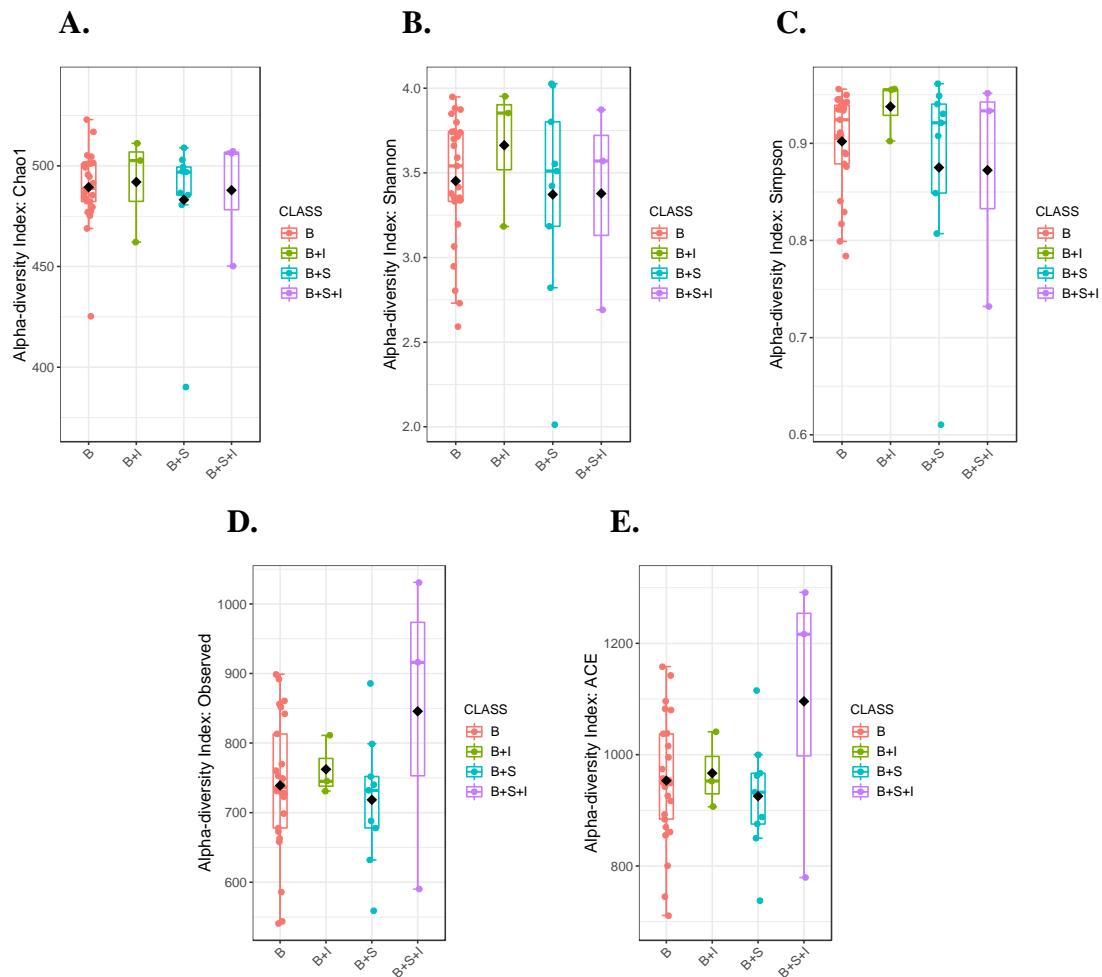 A.
Alpha-diversity Index: Chao1
500
450
400
B
B+I
B+S
B+S+I
CLASS
B
B+I
B+S
B+S+I
B.
Alpha-diversity Index: Shannon
4.0
3.5
3.0
2.5
2.0
B
B+I
B+S
B+S+I
CLASS
B
B+I
B+S
B+S+I
C.
Alpha-diversity Index: Simpson
0.9
0.8
0.7
0.6
B
B+I
B+S
B+S+I
CLASS
B
B+I
B+S
B+S+I
D.
Alpha-diversity Index: Observed
1000
900
800
700
600
B
B+I
B+S
B+S+I
CLASS
B
B+I
B+S
B+S+I
E.
Alpha-diversity Index: ACE
1200
1000
800
B
B+I
B+S
B+S+I
CLASS
B
B+I
B+S
B+S+I